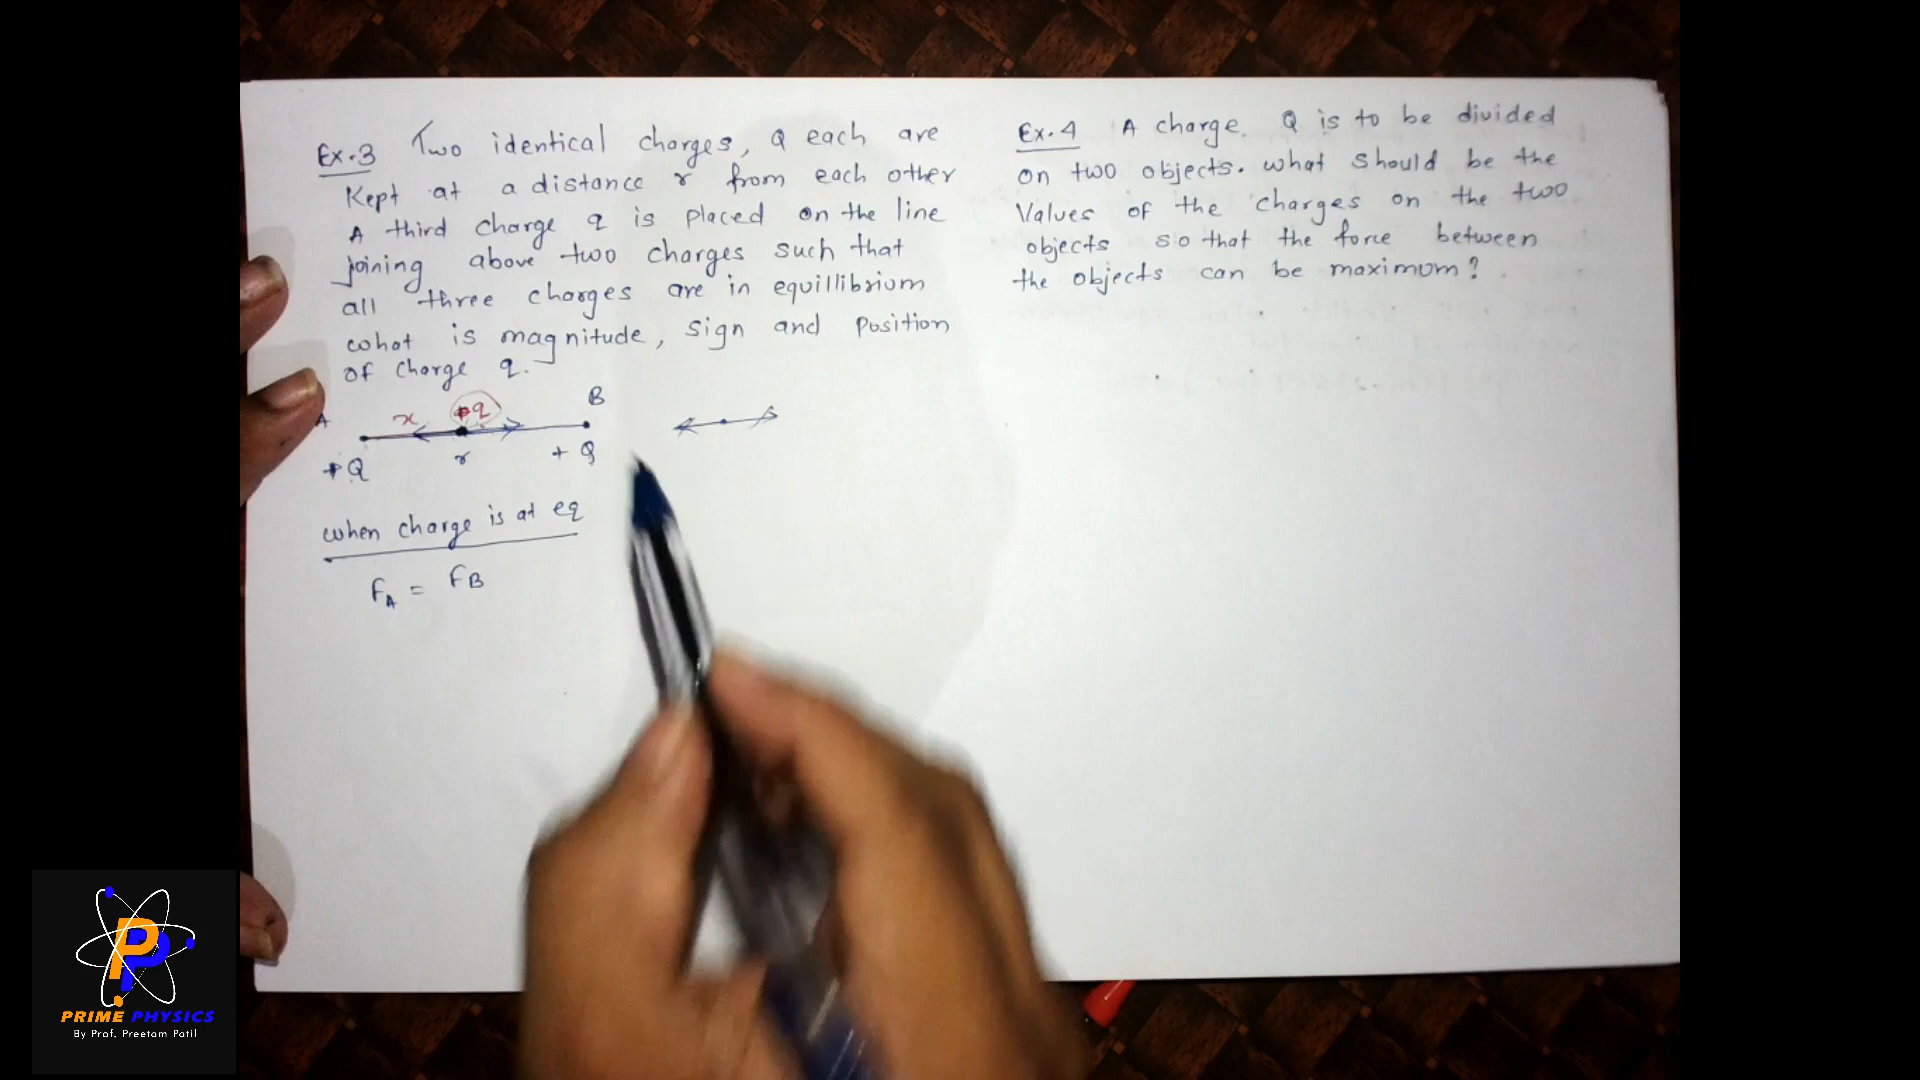 Ex.3 Two identical charges, Q each are
Kept at a distance r from each other
A third charge q is placed on the line
joining above two charges such that
all three charges are in equillibrium
what is magnitude, sign and position
of charge q.
A
x
+q
B
+Q
r
+ Q
when charge is at eq
FA = FB
Ex.4 A charge. Q is to be divided
on two objects. what should be the
Values of the charges on the two
objects so that the force between
the objects can be maximum?
PRIME PHYSICS
By Prof. Preetam Patil